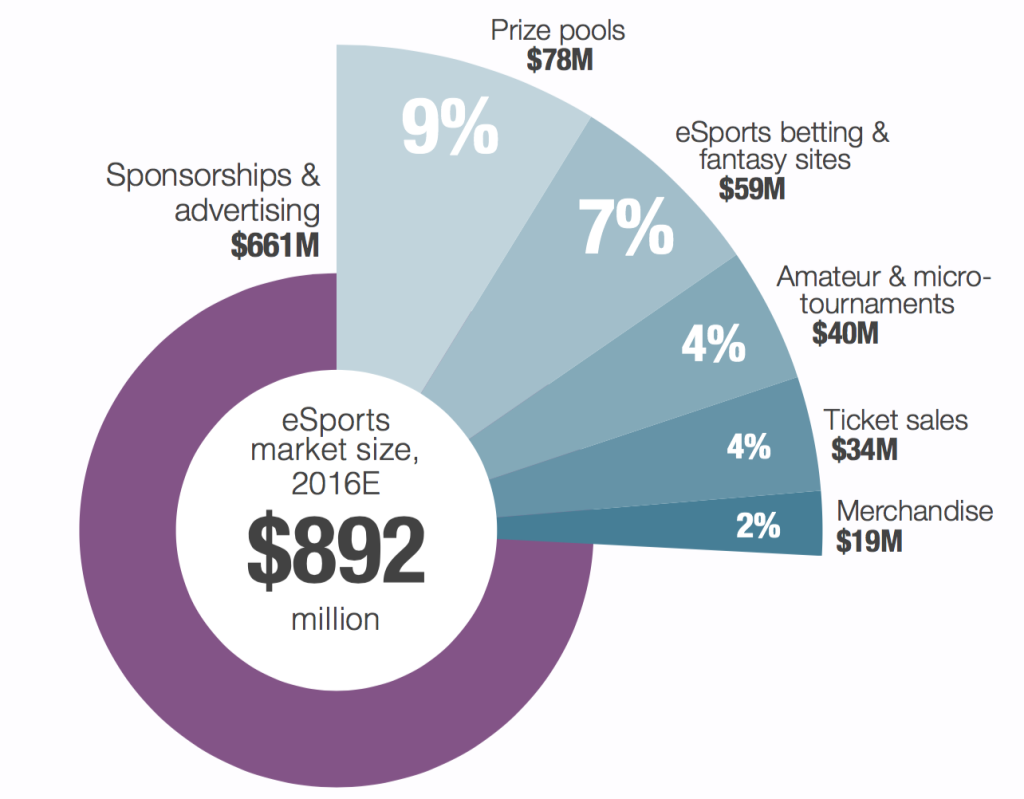 Prize pools
$78M
9%
eSports betting &
fantasy sites
$59M
7%
Sponsorships &
advertising
$661M
Amateur & micro-
tournaments
$40M
4%
Ticket sales
$34M
4%
Merchandise
$19M
2%
eSports
market size,
2016E
$892
million